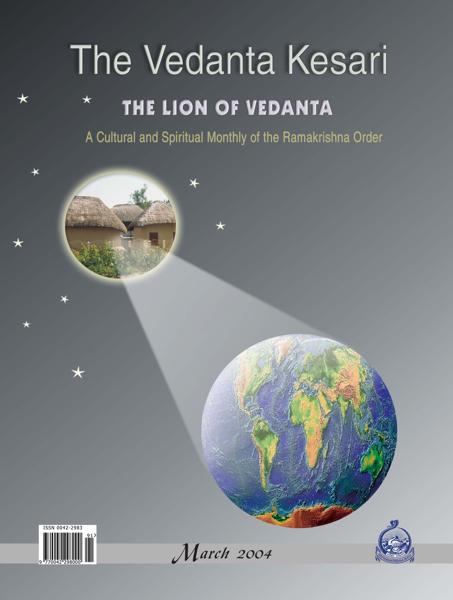 The Vedanta Kesari
THE LION OF VEDANTA
A Cultural and Spiritual Monthly of the Ramakrishna Order
ISSN 0042-2983
March 2004